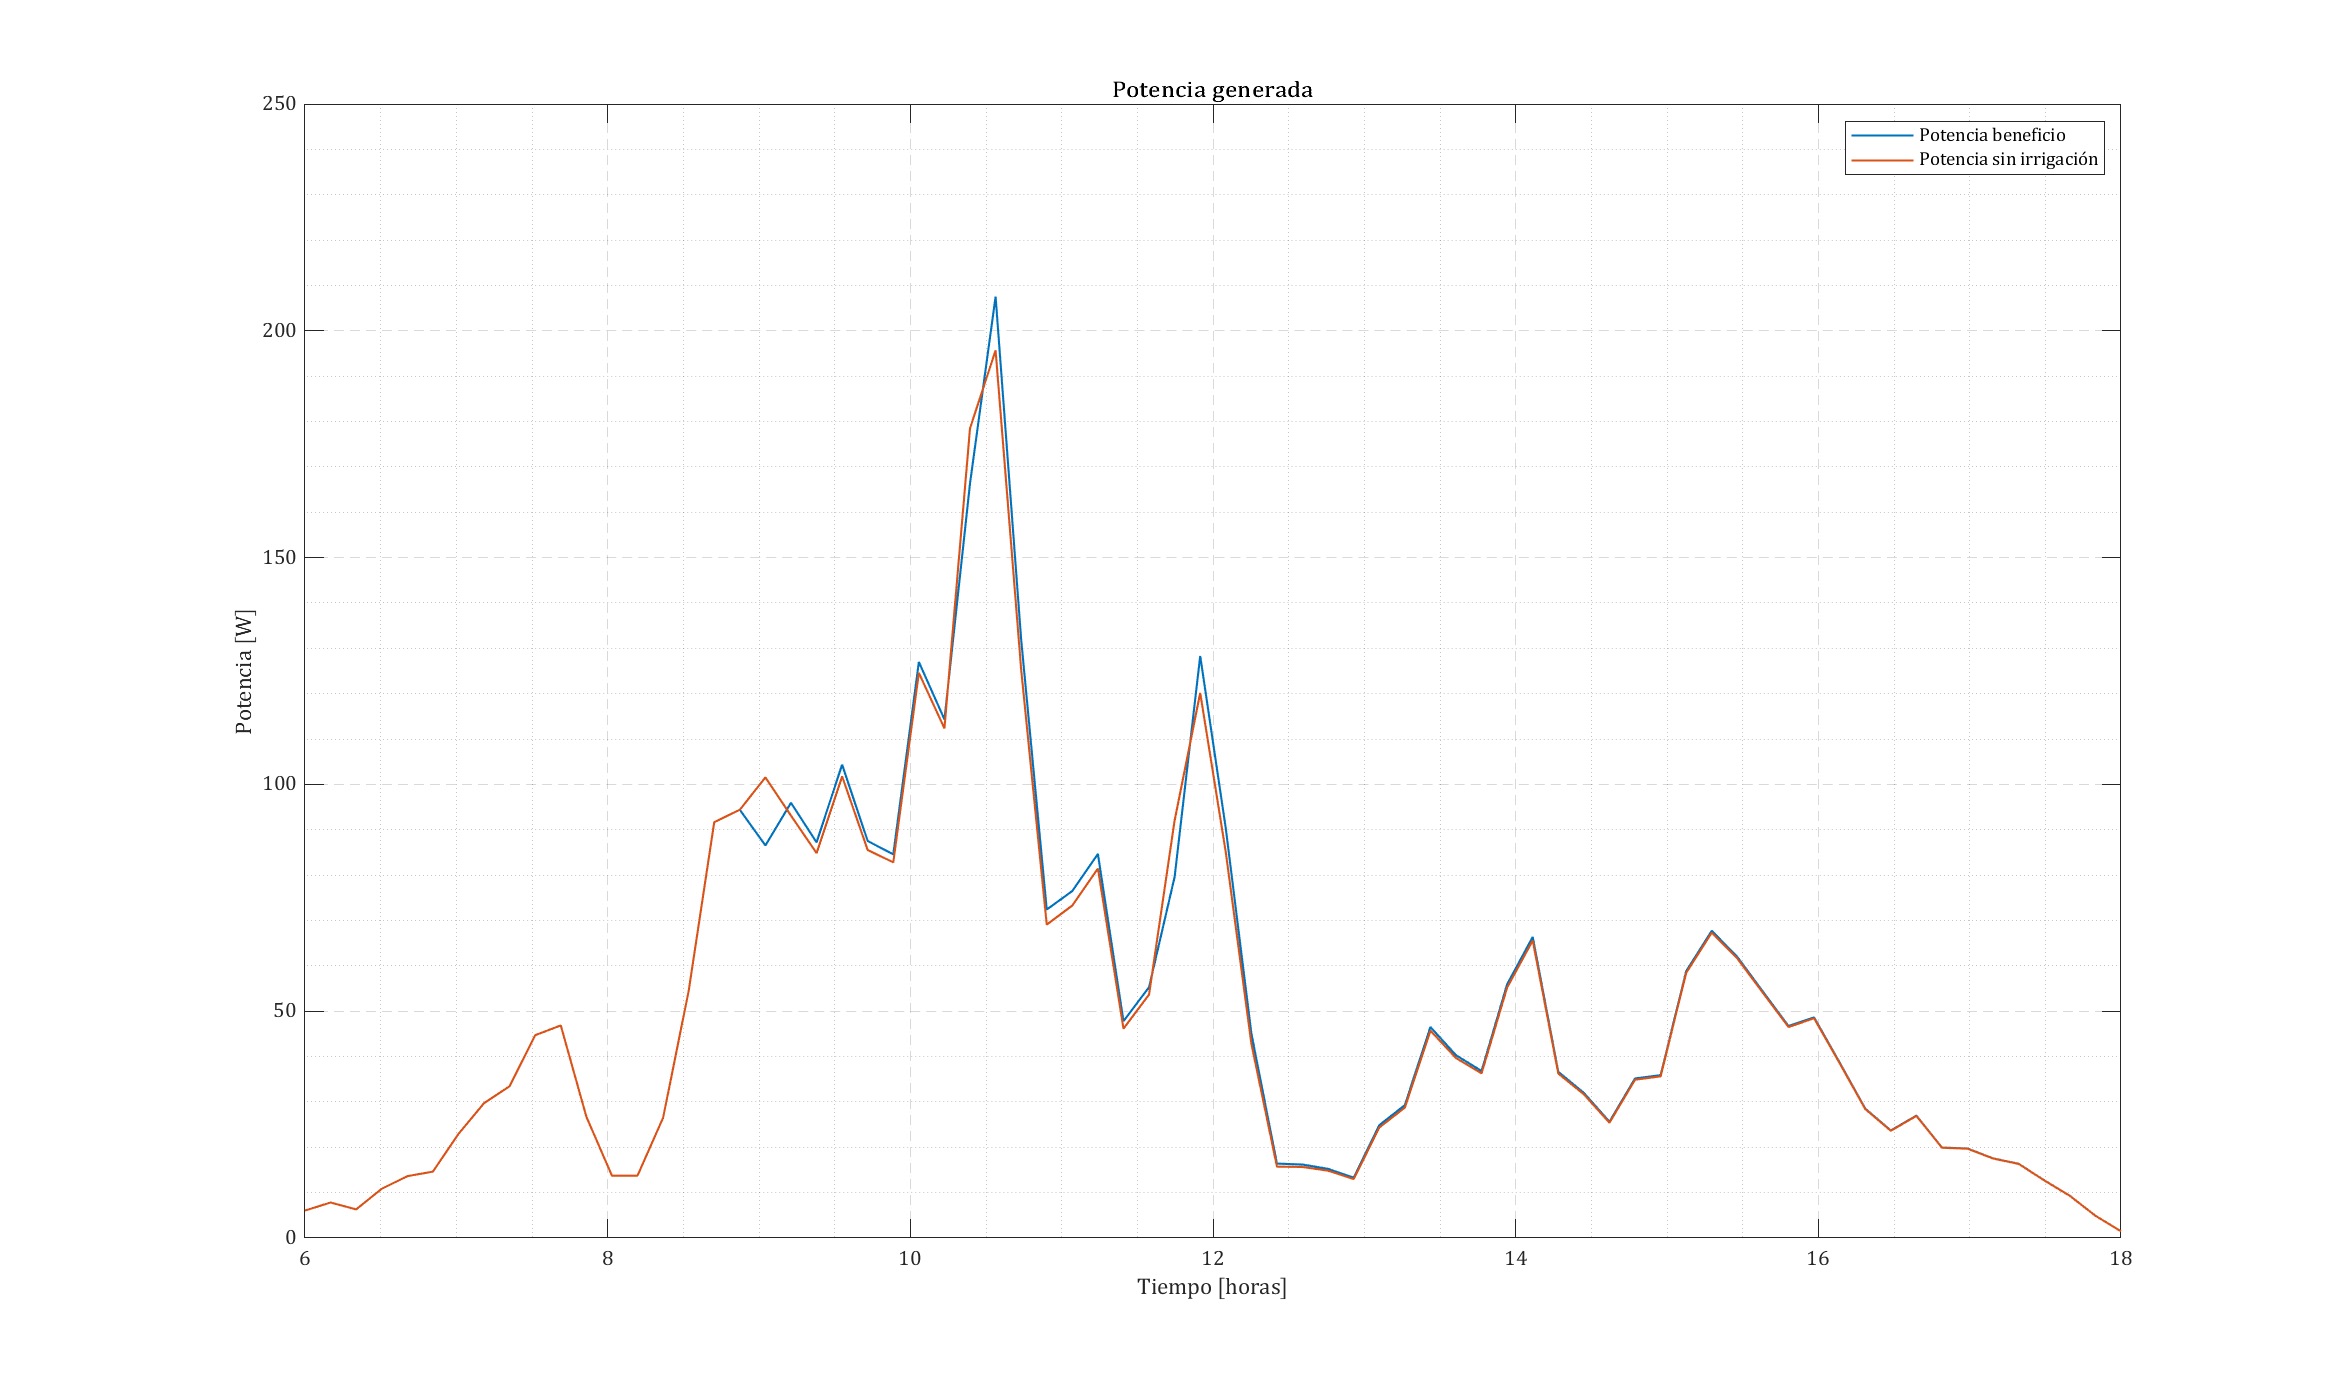 Potencia generada
250
200
150
100
50
0
Potencia [W]
Potencia beneficio
Potencia sin irrigación
6 8 10 12 14 16 18
Tiempo [horas]